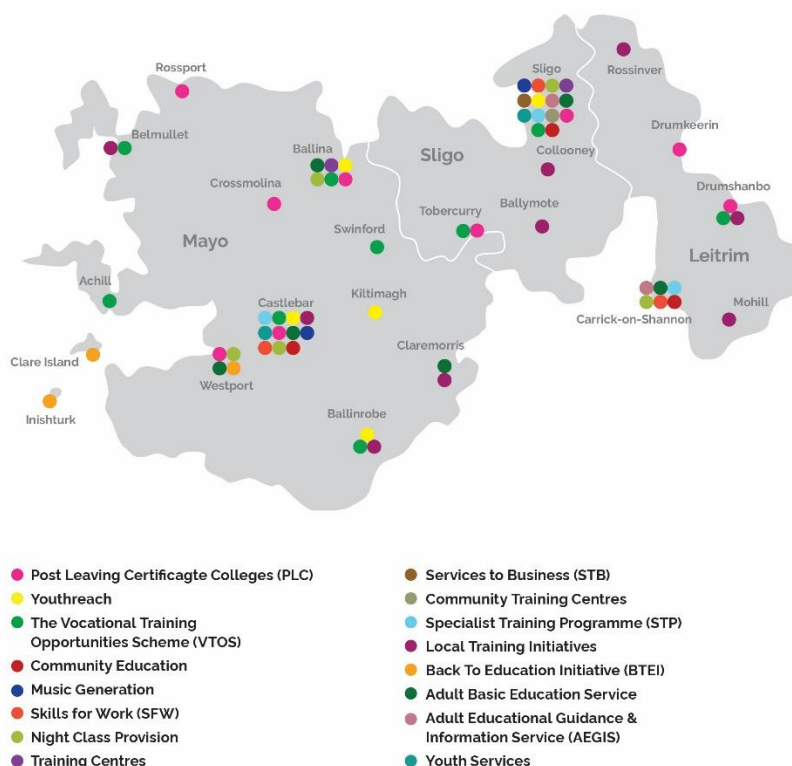 Rossport
Sligo
Rossinver
Belmullet
Ballina
Drumkeerin
Sligo
Collooney
Crossmolina
Drumshanbo
Tobercurry
Ballymote
Swinford
Mayo
Leitrim
Achill
Kiltimagh
Castlebar
Mohill
Carrick-on-Shannon
Claremorris
Clare Island
Westport
Inishturk
Ballinrobe
Post Leaving Certificagte Colleges (PLC)
Youthreach
The Vocational Training
Opportunities Scheme (VTOS)
Community Education
Music Generation
Skills for Work (SFW)
Night Class Provision
Training Centres
Services to Business (STB)
Community Training Centres
Specialist Training Programme (STP)
Local Training Initiatives
Back To Education Initiative (BTEI)
Adult Basic Education Service
Adult Educational Guidance &
Information Service (AEGIS)
Youth Services